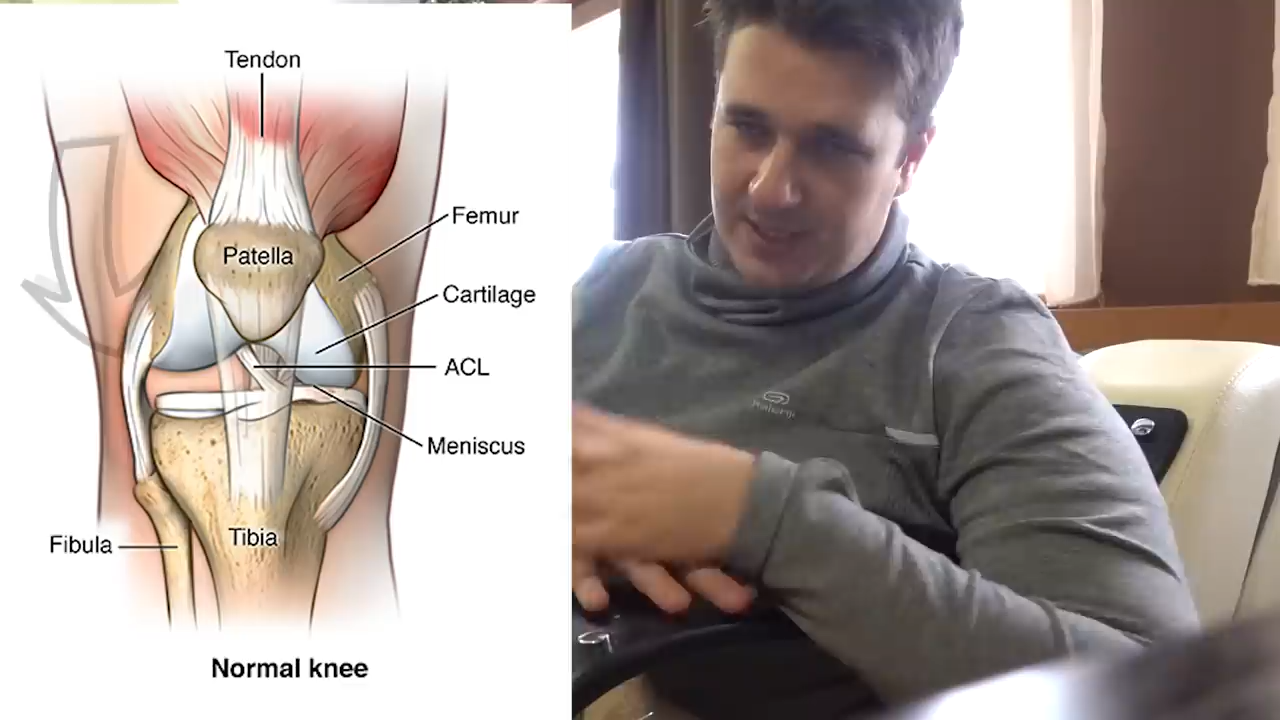 Tendon
Femur
Patella
Cartilage
ACL
Meniscus
Tibia
Fibula
Normal knee